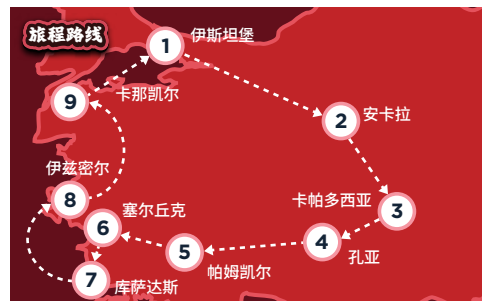 旅程路线
1 伊斯坦堡
2 安卡拉
卡帕多西亚 3
4 孔亚
5 帕姆凯尔
6 塞尔丘克
7 库萨达斯
伊兹密尔 8
9 卡那凯尔